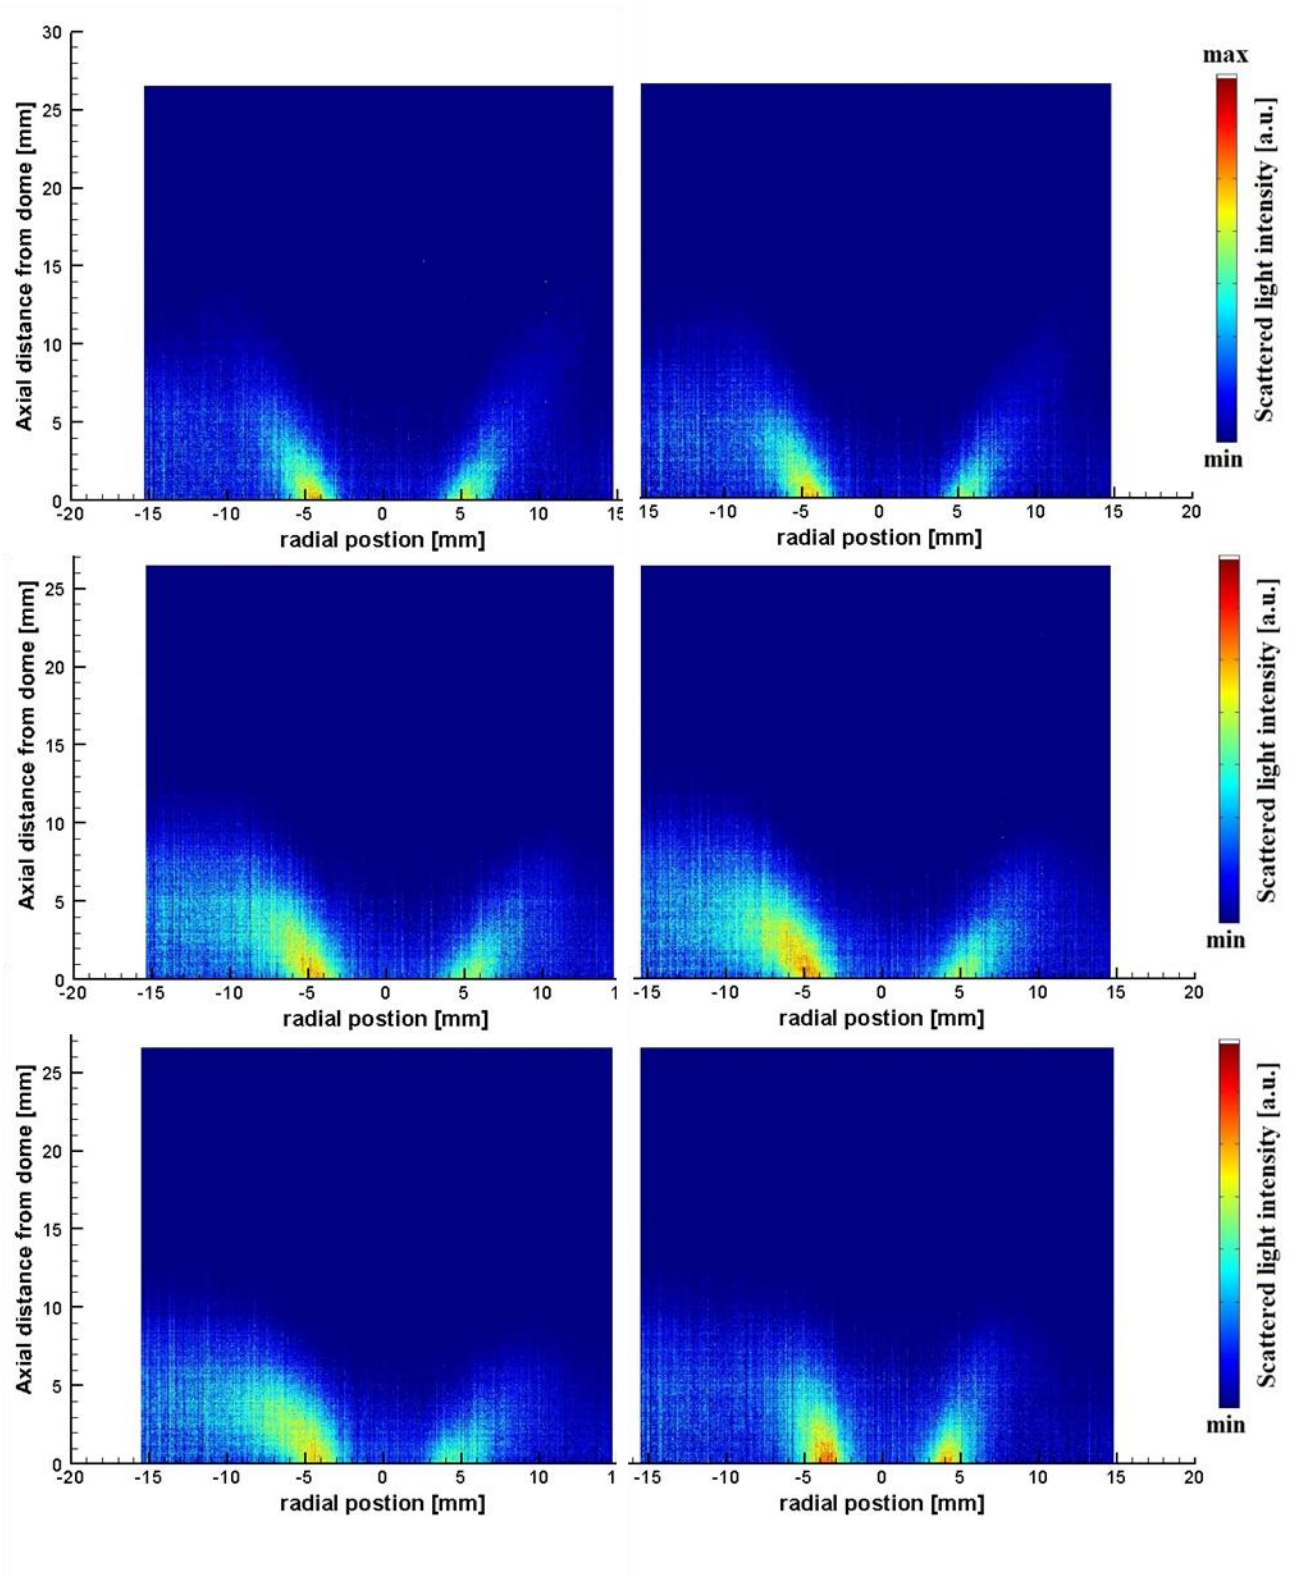 max
30
25
20
15
10
5
0
Axial distance from dome [mm]
-20 -15 -10 -5 0 5 10 15
radial postion [mm]
15 -10 -5 0 5 10 15 20
radial postion [mm]
Scattered light intensity [a.u.]
min
25
20
15
10
5
0
Axial distance from dome [mm]
-20 -15 -10 -5 0 5 10 1
radial postion [mm]
-15 -10 -5 0 5 10 15 20
radial postion [mm]
Scattered light intensity [a.u.]
min
25
20
15
10
5
0
Axial distance from dome [mm]
-20 -15 -10 -5 0 5 10 1
radial postion [mm]
-15 -10 -5 0 5 10 15 20
radial postion [mm]
Scattered light intensity [a.u.]
min